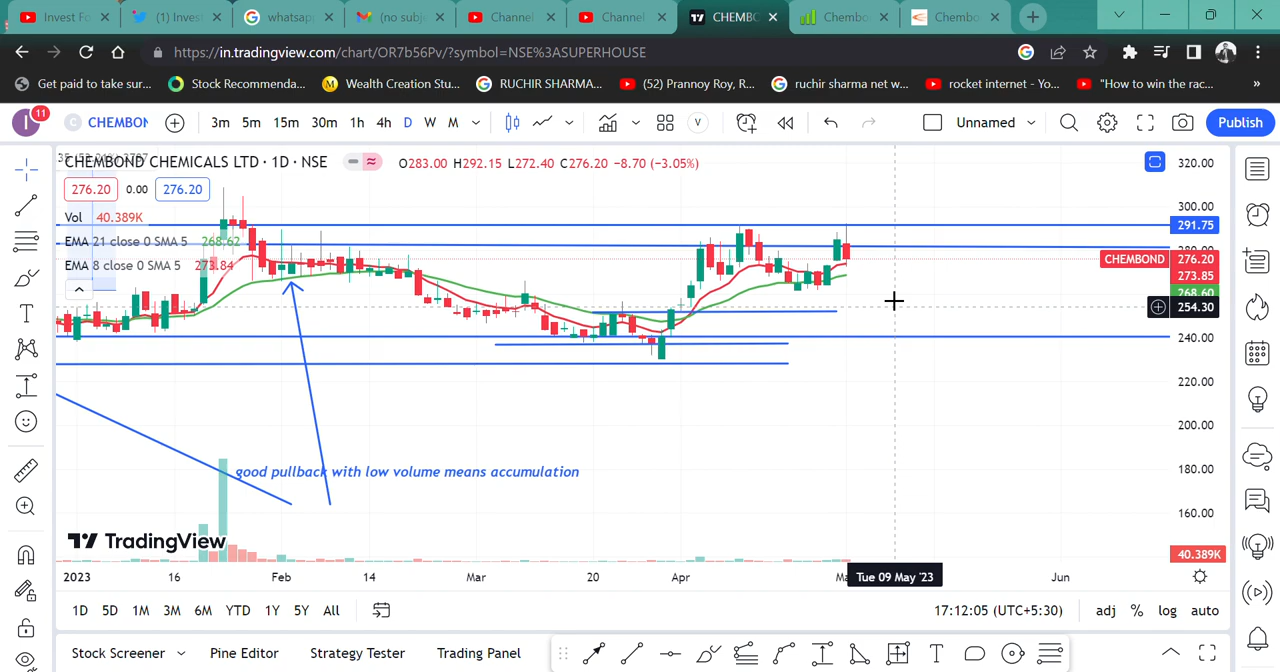 Invest Fo
(1) Invest
whatsapp
(no subje
Channel
Channel
CHEMBO
Chembo
Chembo
https://in.tradingview.com/chart/OR7b56Pv/?symbol=NSE%3ASUPERHOUSE
Get paid to take sur...
Stock Recommenda...
Wealth Creation Stu...
RUCHIR SHARMA...
(52) Prannoy Roy, R...
ruchir sharma net w...
rocket internet - Yo...
"How to win the rac...
I 11
C CHEMBON
3m 5m 15m 30m 1h 4h D W M
V
Unnamed
Publish
CHEMBOND CHEMICALS LTD · 1D · NSE
O283.00 H292.15 L272.40 C276.20 −8.70 (−3.05%)
276.20 0.00 276.20
Vol 40.389K
EMA 21 close 0 SMA 5 268.62
EMA 8 close 0 SMA 5 273.84
320.00
300.00
291.75
280.00
CHEMBOND 276.20
273.85
268.60
254.30
240.00
220.00
200.00
180.00
160.00
40.389K
good pullback with low volume means accumulation
TradingView
2023 16 Feb 14 Mar 20 Apr Ma Tue 09 May '23 Jun
1D 5D 1M 3M 6M YTD 1Y 5Y All
17:12:05 (UTC+5:30) adj % log auto
Stock Screener Pine Editor Strategy Tester Trading Panel